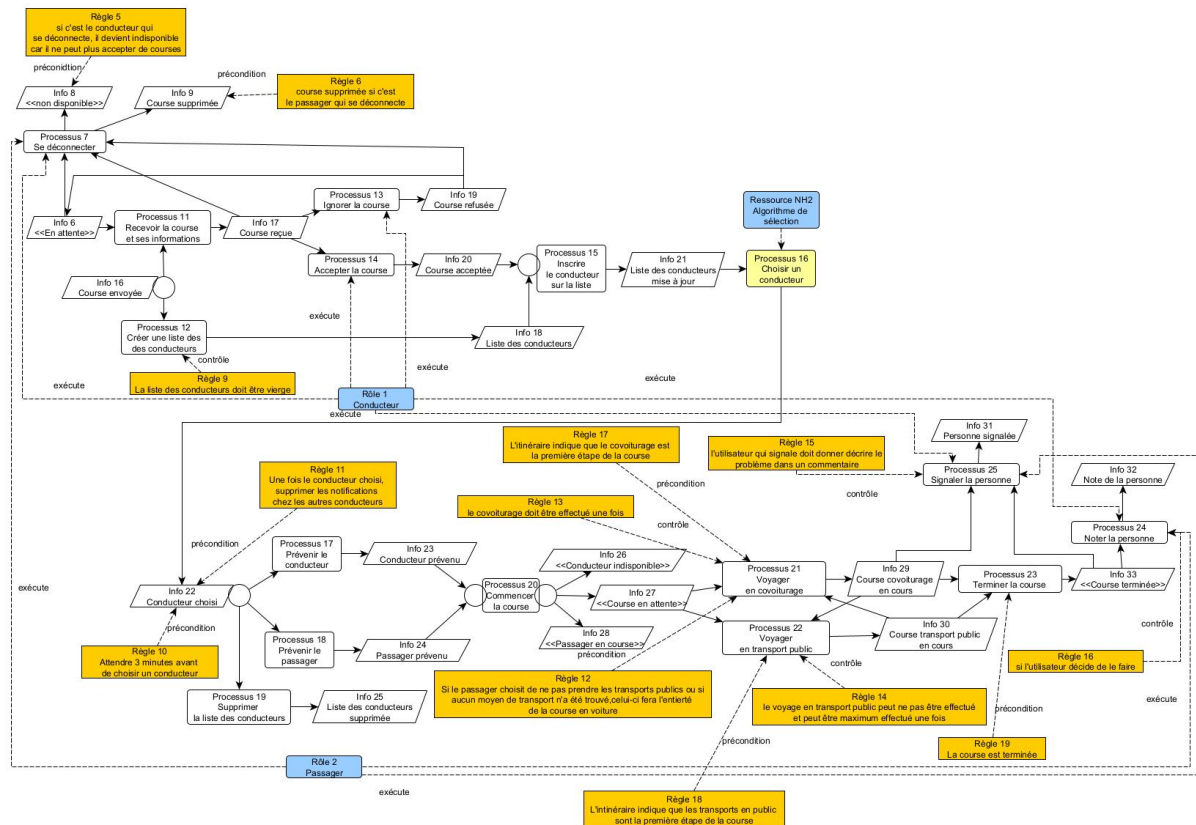 Règle 5
si c'est le conducteur qui
se déconnecte, il devient indisponible
car il ne peut plus accepter de courses
préconidtion
précondition
Règle 6
course supprimée si c'est
le passager qui se déconnecte
Info 8
<<non disponible>>
Info 9
Course supprimée
Processus 7
Se déconnecter
Processus 13
Ignorer la course
Info 19
Course refusée
Ressource NH2
Algorithme de
sélection
Info 6
<<En attente>>
Processus 11
Recevoir la course
et ses informations
Info 17
Course reçue
Processus 14
Accepter la course
Info 20
Course acceptée
Processus 15
Inscrire
le conducteur
sur la liste
Info 21
Liste des conducteurs
mise à jour
Processus 16
Choisir un
conducteur
Info 16
Course envoyée
exécute
Processus 12
Créer une liste des
des conducteurs
Info 18
Liste des conducteurs
contrôle
Règle 9
La liste des conducteurs doit être vierge
exécute
exécute
exécute
Rôle 1
Conducteur
exécute
Règle 17
L'itinéraire indique que le covoiturage est
la première étape de la course
Règle 15
l'utilisateur qui signale doit donner décrire le
problème dans un commentaire
Info 31
Personne signalée
Règle 11
Une fois le conducteur choisi,
supprimer les notifications
chez les autres conducteurs
précondition
Processus 25
Signaler la personne
Info 32
Note de la personne
Règle 13
le covoiturage doit être effectué une fois
contrôle
contrôle
précondition
Processus 17
Prévenir le
conducteur
Info 23
Conducteur prévenu
Processus 24
Noter la personne
Info 26
<<Conducteur indisponible>>
Processus 21
Voyager
en covoiturage
Info 29
Course covoiturage
en cours
Processus 23
Terminer la course
Info 33
<<Course terminée>>
exécute
Info 22
Conducteur choisi
Processus 20
Commencer
la course
Info 27
<<Course en attente>>
précondition
Processus 18
Prévenir le
passager
Info 24
Passager prévenu
Info 28
<<Passager en course>>
Processus 22
Voyager
en transport public
Info 30
Course transport public
en cours
contrôle
Règle 10
Attendre 3 minutes avant
de choisir un conducteur
précondition
contrôle
Règle 16
si l'utilisateur décide de le faire
Règle 12
Si le passager choisit de ne pas prendre les transports publics ou si
aucun moyen de transport n'a été trouvé,celui-ci fera l'entierté
de la course en voiture
Processus 19
Supprimer
la liste des conducteurs
Info 25
Liste des conducteurs
supprimée
Règle 14
le voyage en transport public peut ne pas être effectué
et peut être maximum effectué une fois
exécute
précondition
précondition
Règle 19
La course est terminée
Rôle 2
Passager
exécute
Règle 18
L'intinéraire indique que les transports en public
sont la première étape de la course